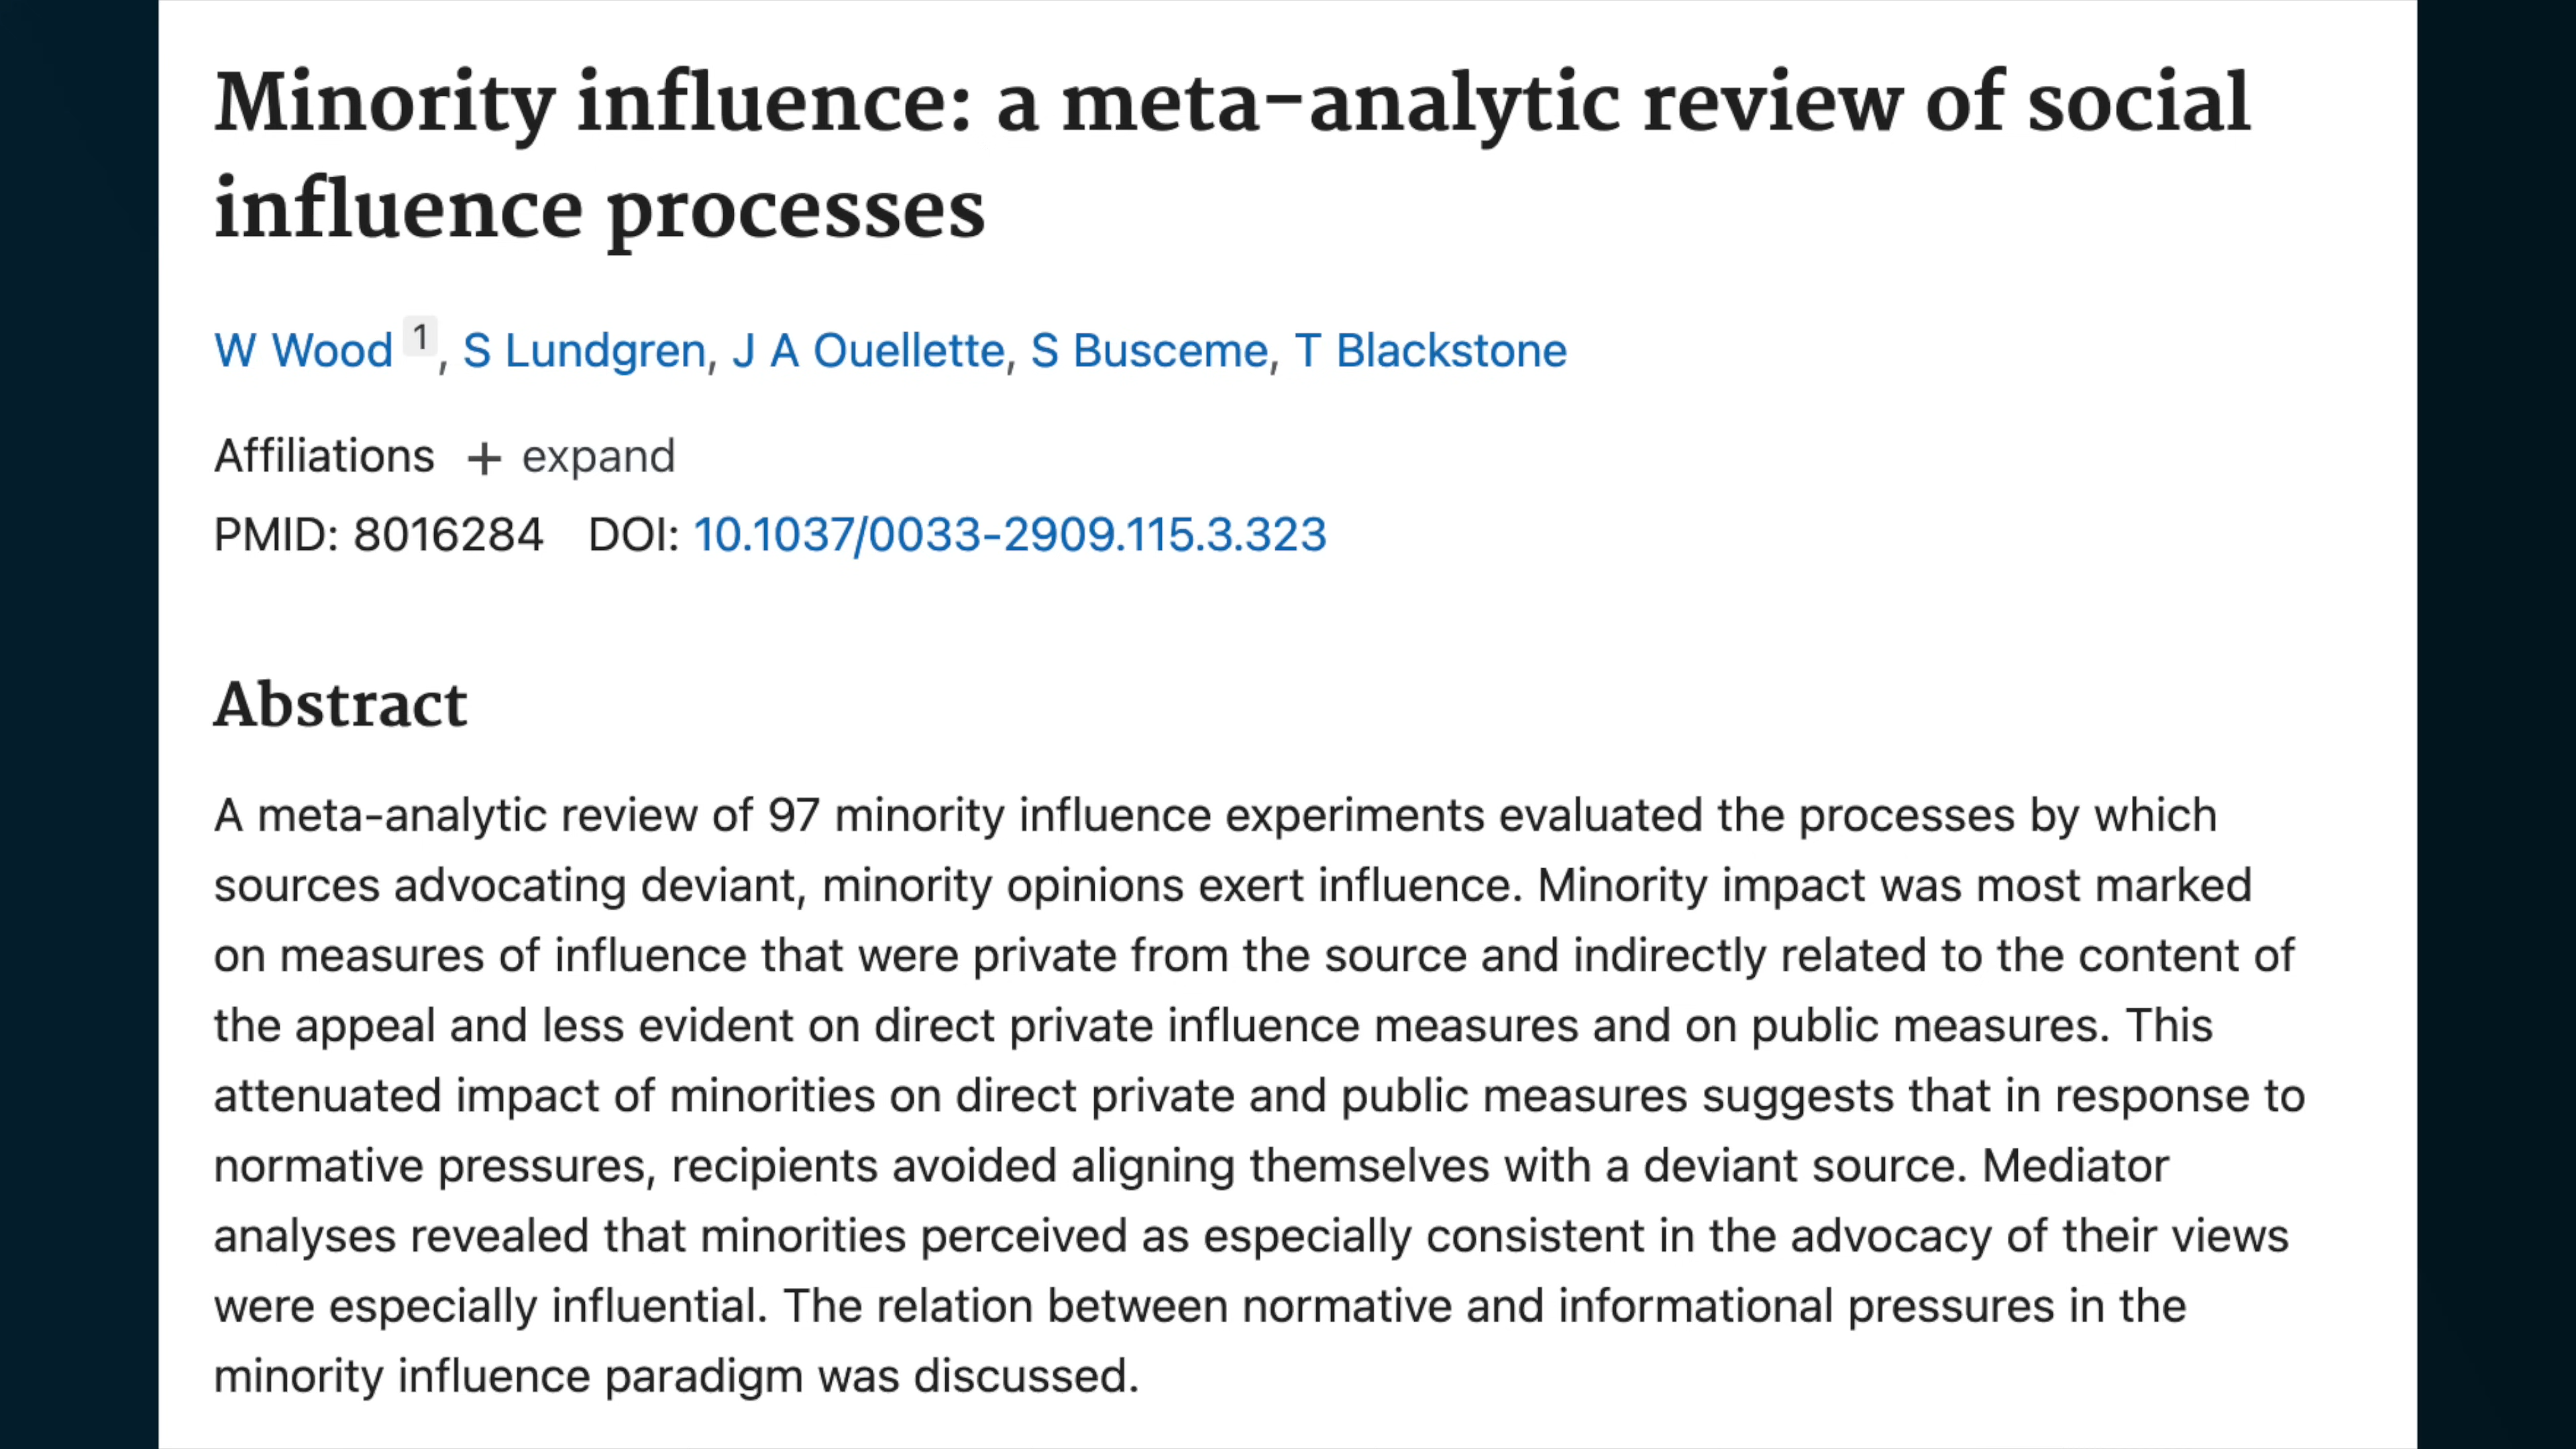 Minority influence: a meta-analytic review of social
influence processes
W Wood 1, S Lundgren, J A Ouellette, S Busceme, T Blackstone
Affiliations + expand
PMID: 8016284 DOI: 10.1037/0033-2909.115.3.323
Abstract
A meta-analytic review of 97 minority influence experiments evaluated the processes by which
sources advocating deviant, minority opinions exert influence. Minority impact was most marked
on measures of influence that were private from the source and indirectly related to the content of
the appeal and less evident on direct private influence measures and on public measures. This
attenuated impact of minorities on direct private and public measures suggests that in response to
normative pressures, recipients avoided aligning themselves with a deviant source. Mediator
analyses revealed that minorities perceived as especially consistent in the advocacy of their views
were especially influential. The relation between normative and informational pressures in the
minority influence paradigm was discussed.